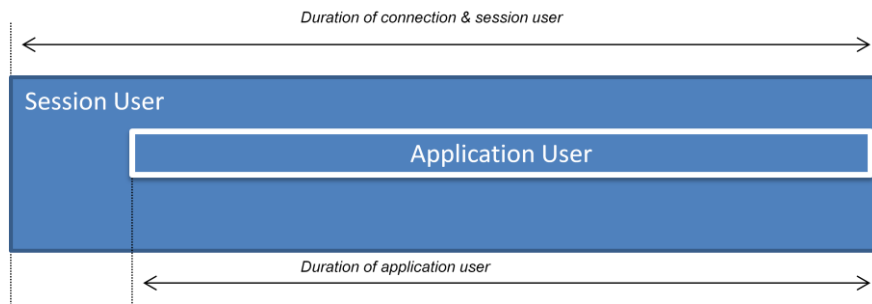 Duration of connection & session user
Session User
Application User
Duration of application user